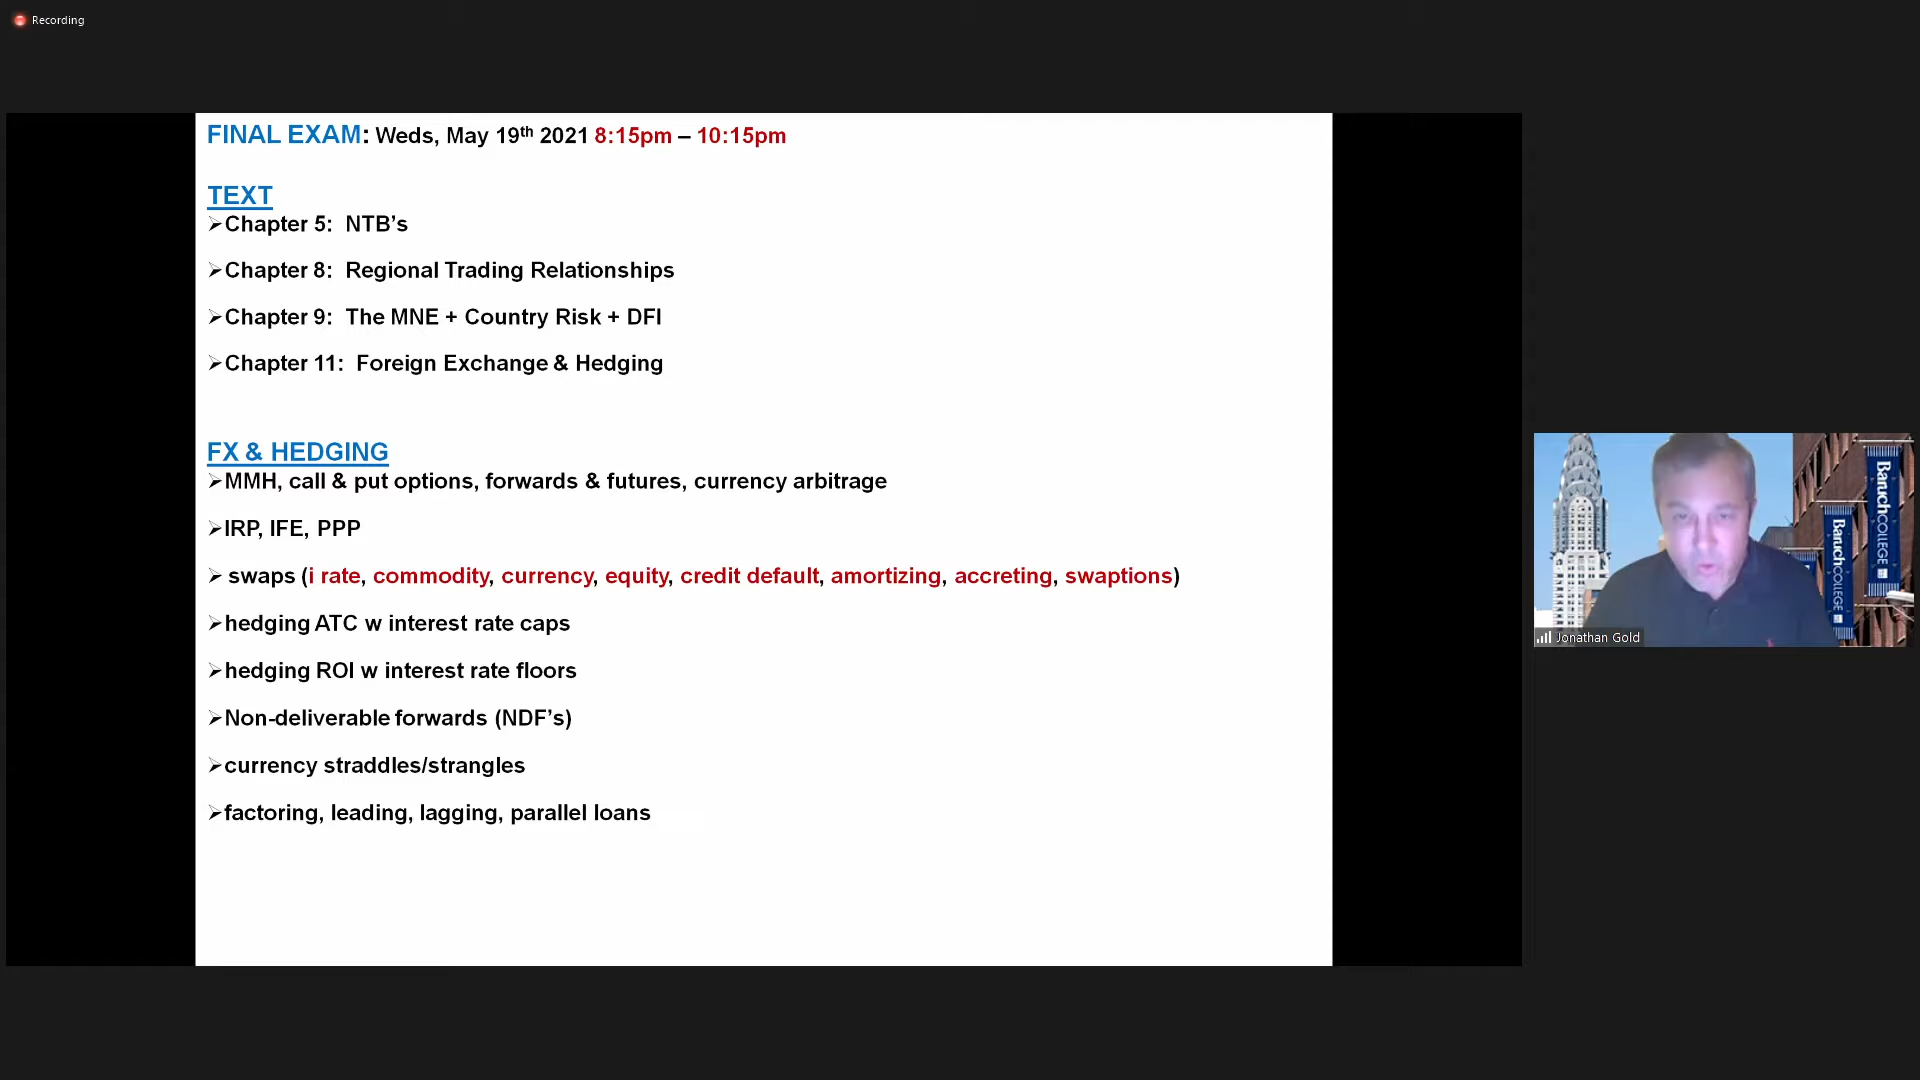 Recording
FINAL EXAM: Weds, May 19th 2021 8:15pm – 10:15pm
TEXT
➢Chapter 5:  NTB’s
➢Chapter 8:  Regional Trading Relationships
➢Chapter 9:  The MNE + Country Risk + DFI
➢Chapter 11:  Foreign Exchange & Hedging
FX & HEDGING
➢MMH, call & put options, forwards & futures, currency arbitrage
➢IRP, IFE, PPP
➢ swaps (i rate, commodity, currency, equity, credit default, amortizing, accreting, swaptions)
➢hedging ATC w interest rate caps
➢hedging ROI w interest rate floors
➢Non-deliverable forwards (NDF’s)
➢currency straddles/strangles
➢factoring, leading, lagging, parallel loans
Baruch COLLEGE
Baruch COLLEGE
Jonathan Gold